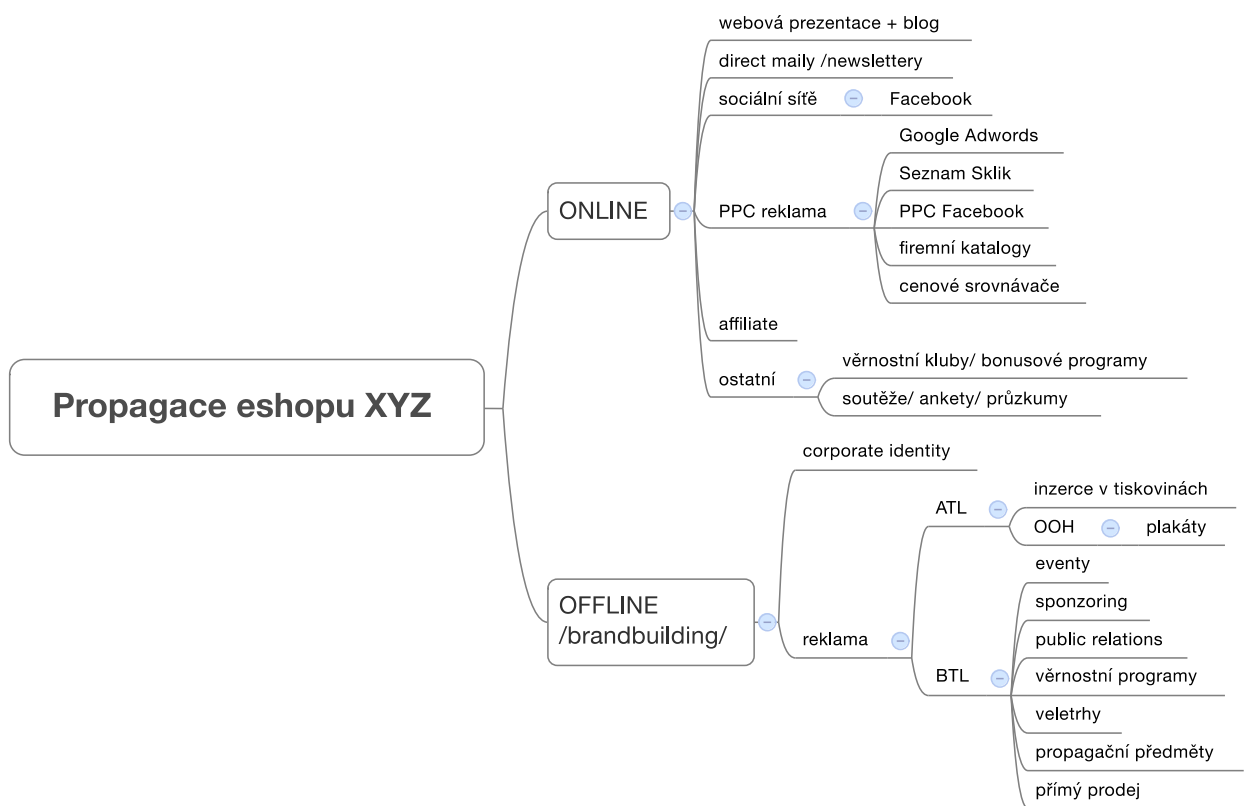 webová prezentace + blog
direct maily /newslettery
sociální síťě
Facebook
Google Adwords
Seznam Sklik
ONLINE
PPC reklama
PPC Facebook
firemní katalogy
cenové srovnávače
affiliate
věrnostní kluby/ bonusové programy
ostatní
soutěže/ ankety/ průzkumy
Propagace eshopu XYZ
corporate identity
inzerce v tiskovinách
ATL
OOH
plakáty
eventy
OFFLINE
/brandbuilding/
sponzoring
reklama
public relations
BTL
věrnostní programy
veletrhy
propagační předměty
přímý prodej